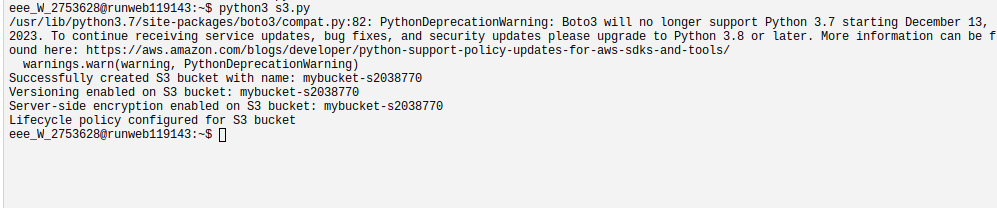 eee_W_2753628@runweb119143:~$ python3 s3.py
/usr/lib/python3.7/site-packages/boto3/compat.py:82: PythonDeprecationWarning: Boto3 will no longer support Python 3.7 starting December 13,
2023. To continue receiving service updates, bug fixes, and security updates please upgrade to Python 3.8 or later. More information can be f
ound here: https://aws.amazon.com/blogs/developer/python-support-policy-updates-for-aws-sdks-and-tools/
  warnings.warn(warning, PythonDeprecationWarning)
Successfully created S3 bucket with name: mybucket-s2038770
Versioning enabled on S3 bucket: mybucket-s2038770
Server-side encryption enabled on S3 bucket: mybucket-s2038770
Lifecycle policy configured for S3 bucket
eee_W_2753628@runweb119143:~$